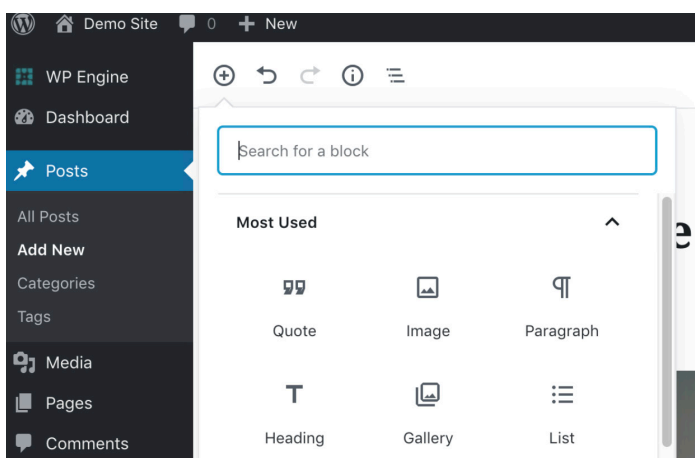 Demo Site 0 New
WP Engine
Dashboard
Posts
All Posts
Add New
Categories
Tags
Media
Pages
Comments
Search for a block
Most Used
Quote Image Paragraph
Heading Gallery List
e